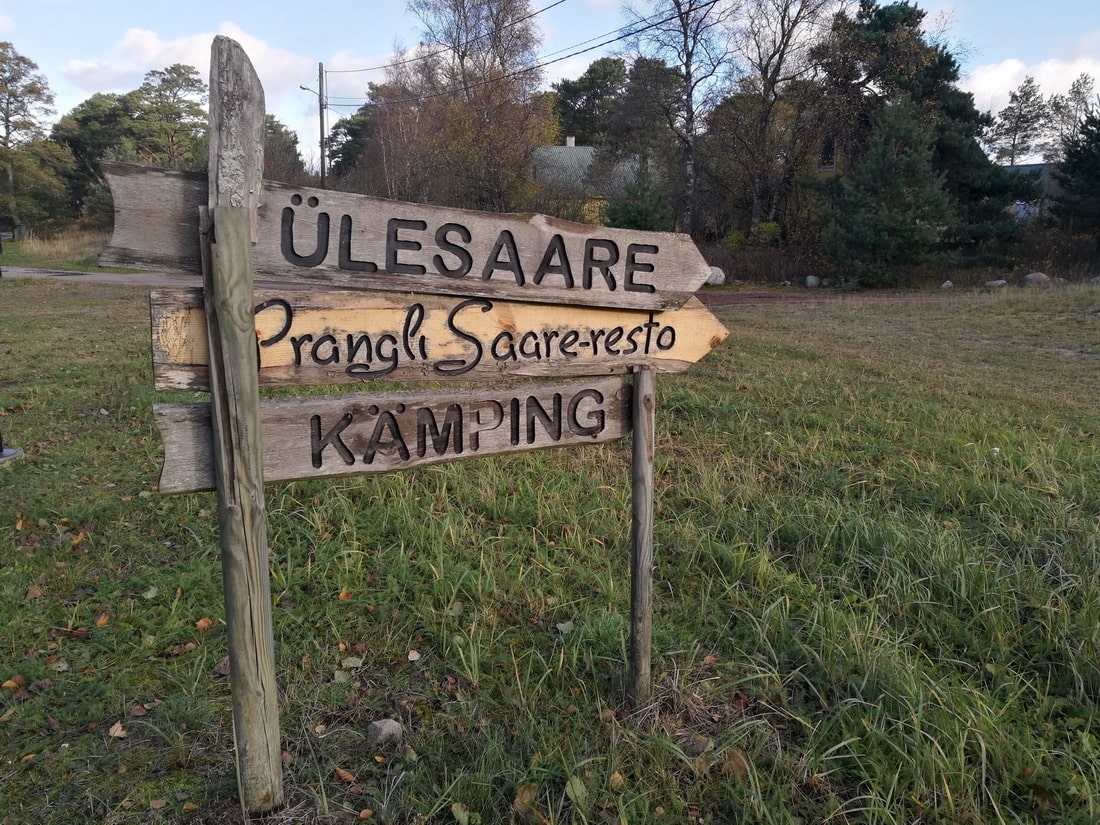 ÜLESAARE
Prangli Saare-resto
KÄMPING